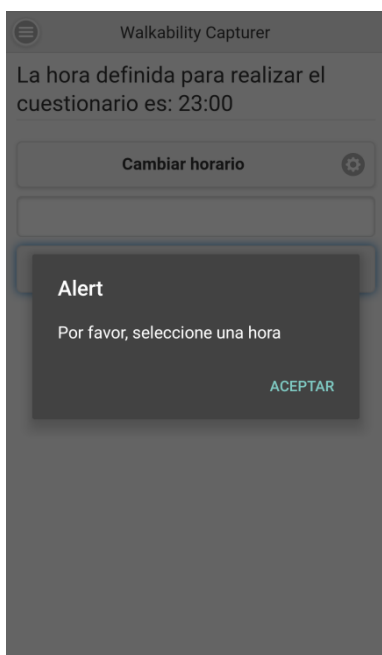 Walkability Capturer
La hora definida para realizar el
cuestionario es: 23:00
Cambiar horario
Alert
Por favor, seleccione una hora
ACEPTAR